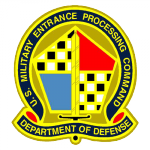 U.S. MILITARY ENTRANCE PROCESSING COMMAND
DEPARTMENT OF DEFENSE